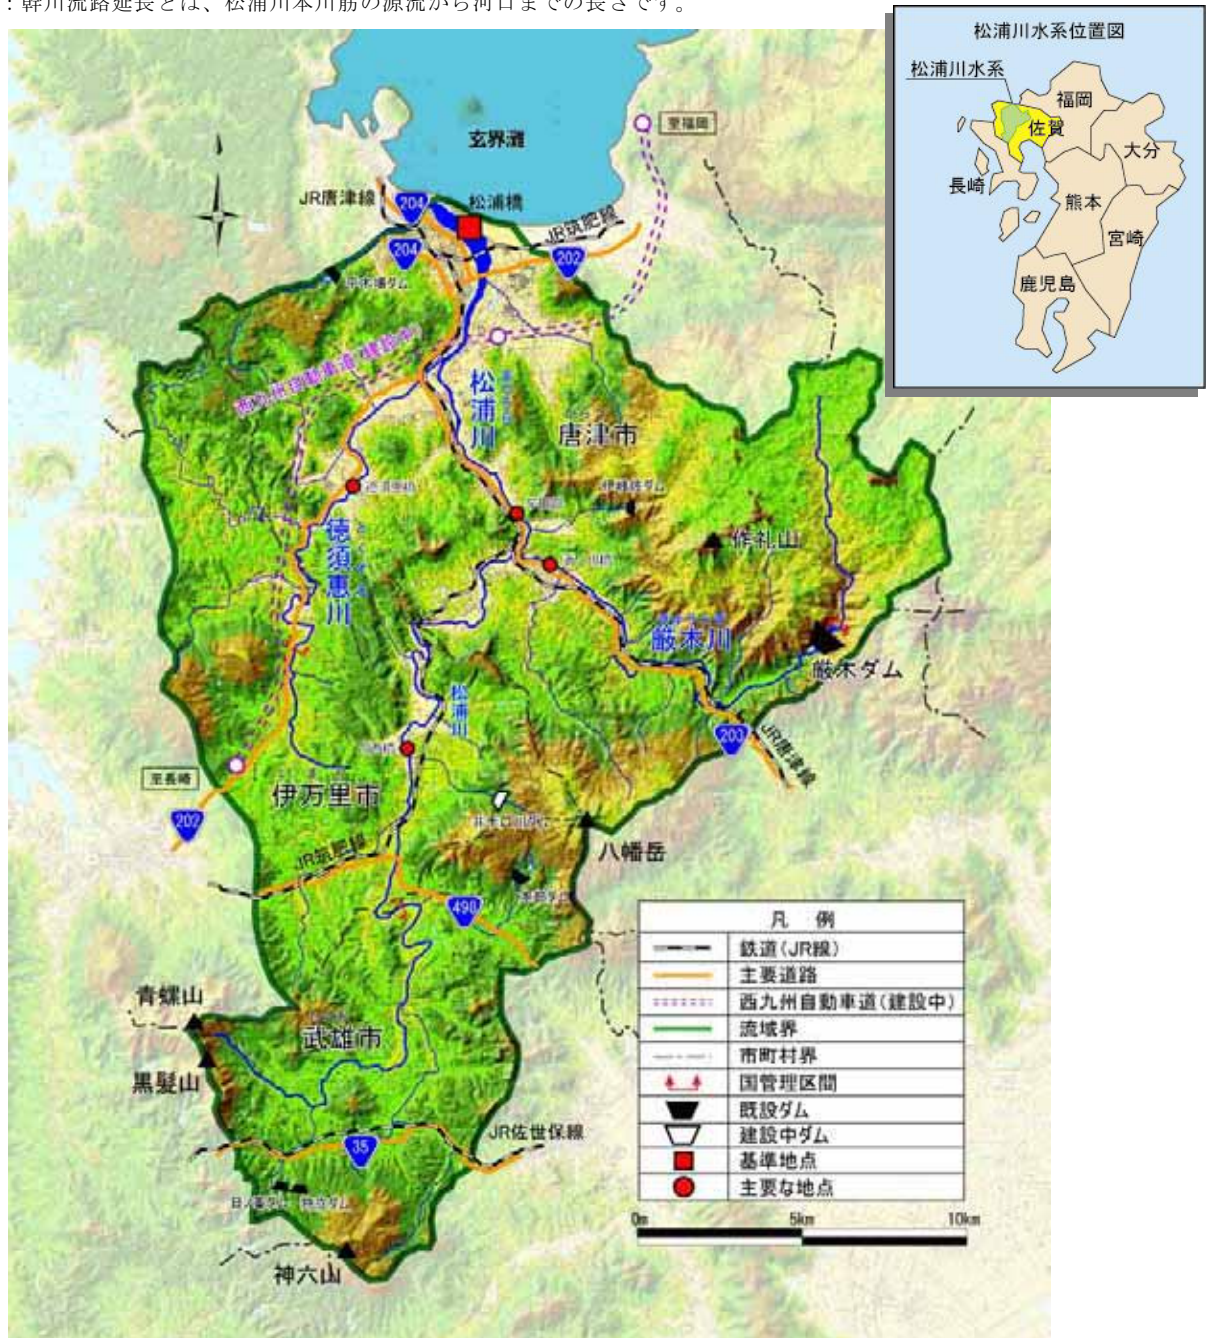 : 幹川流路延長とは、松浦川本川筋の源流から河口までの長さです。
松浦川水系位置図
松浦川水系
福岡
佐賀
大分
長崎
熊本
宮崎
鹿児島
玄界灘
至福岡
JR唐津線
204
松浦橋
JR筑肥線
204
202
西九州自動車道(建設中)
松浦川
唐津市
徳須恵川
作礼山
厳木川
厳木ダム
松浦川
203
JR唐津線
至長崎
伊万里市
202
八幡岳
JR筑肥線
498
青螺山
武雄市
黒髪山
JR佐世保線
35
神六山
凡 例
鉄道(JR線)
主要道路
西九州自動車道(建設中)
流域界
市町村界
国管理区間
既設ダム
建設中ダム
基準地点
主要な地点
0m 5km 10km